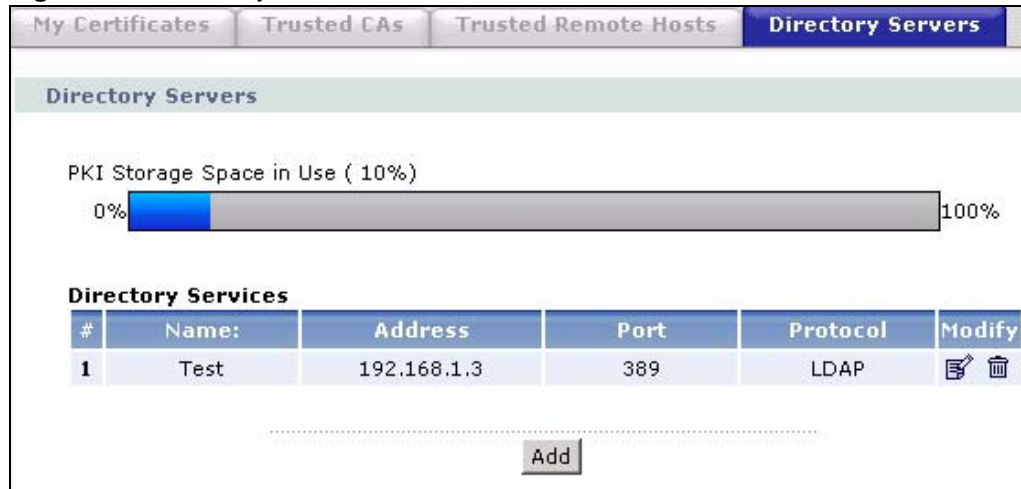 My Certificates Trusted CAs Trusted Remote Hosts Directory Servers
Directory Servers
PKI Storage Space in Use ( 10%)
0% 100%
Directory Services
# Name: Address Port Protocol Modify
1 Test 192.168.1.3 389 LDAP
Add